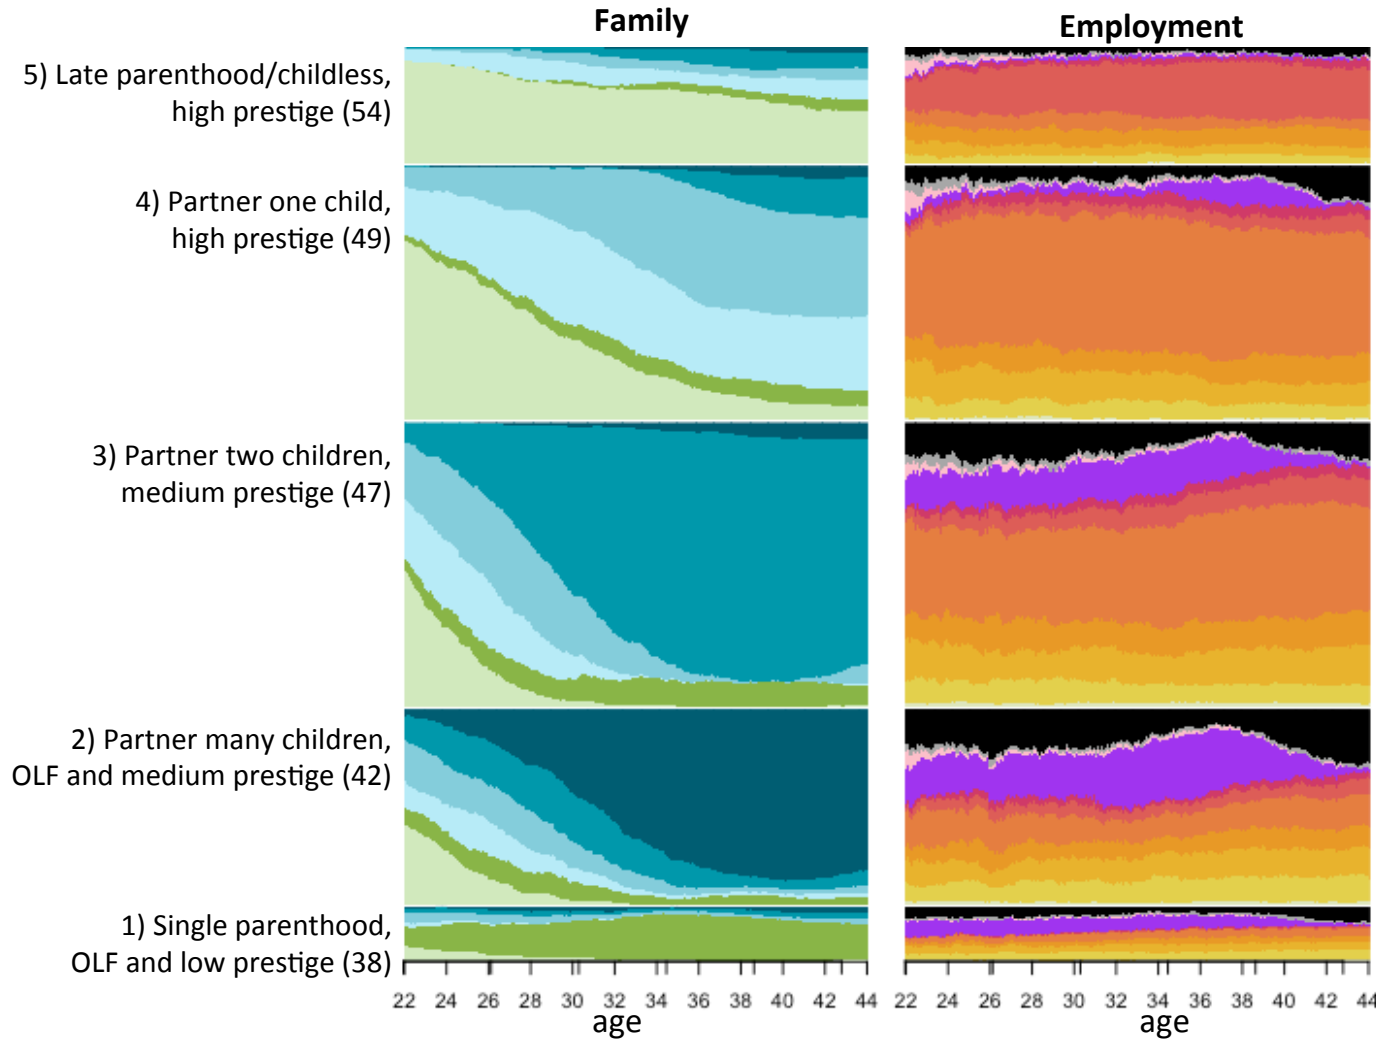 Family
Employment
5) Late parenthood/childless,
high prestige (54)
4) Partner one child,
high prestige (49)
3) Partner two children,
medium prestige (47)
2) Partner many children,
OLF and medium prestige (42)
1) Single parenthood,
OLF and low prestige (38)
22 24 26 28 30 32 34 36 38 40 42 44
22 24 26 28 30 32 34 36 38 40 42 44
age
age